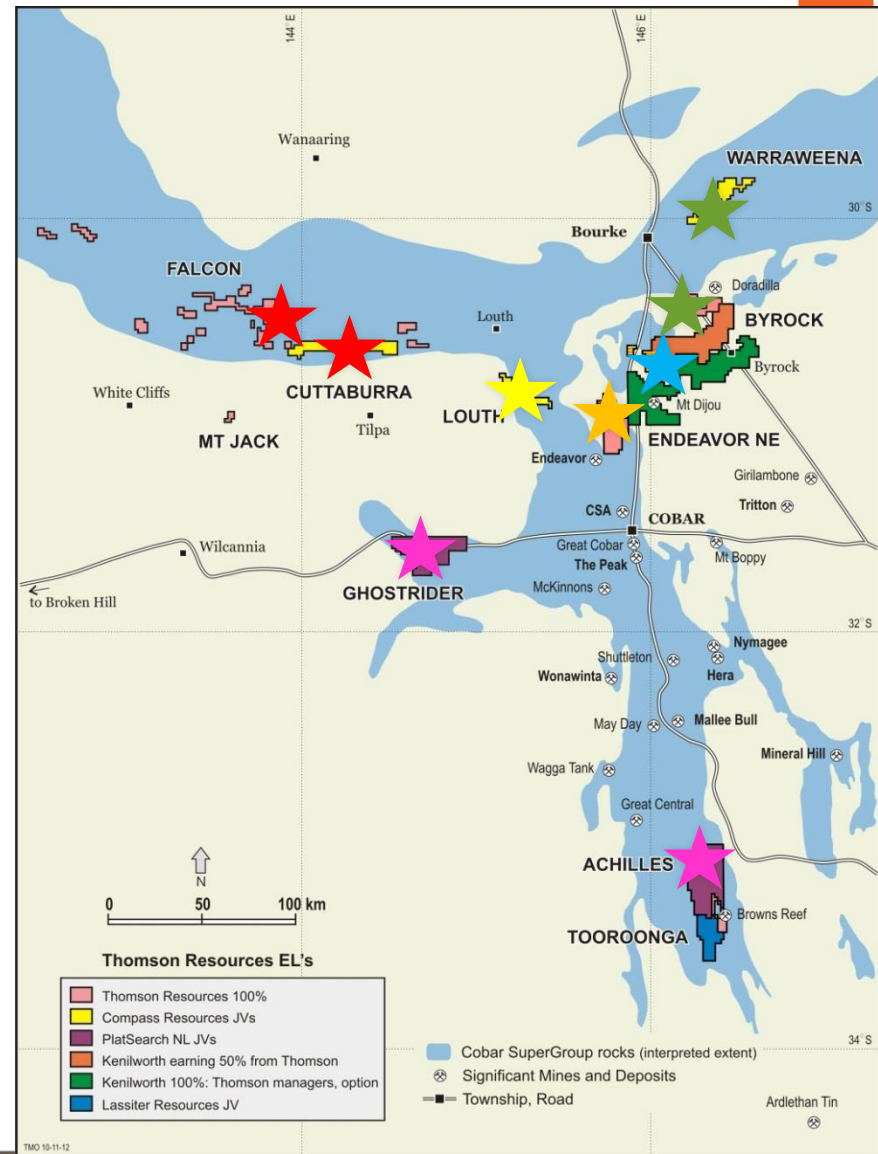 144°E
146°E
Wanaaring
WARRAWEENA
30°S
Bourke
FALCON
Doradilla
Louth
BYROCK
Byrock
White Cliffs
CUTTABURRA
LOUTH
Mt Dijou
MT JACK
Tilpa
ENDEAVOR NE
Endeavor
Girilambone
CSA
Tritton
COBAR
Wilcannia
Great Cobar
Mt Boppy
The Peak
to Broken Hill
GHOSTRIDER
McKinnons
32°S
Nymagee
Shuttleton
Wonawinta
Hera
May Day
Mallee Bull
Mineral Hill
Wagga Tank
Great Central
ACHILLES
N
0 50 100 km
Browns Reef
TOOROONGA
Thomson Resources EL's
Thomson Resources 100%
Compass Resources JVs
PlatSearch NL JVs
Kenilworth earning 50% from Thomson
Kenilworth 100%: Thomson managers, option
Lassiter Resources JV
34°S
Cobar SuperGroup rocks (interpreted extent)
Significant Mines and Deposits
Township, Road
Ardlethan Tin
TMO 10-11-12